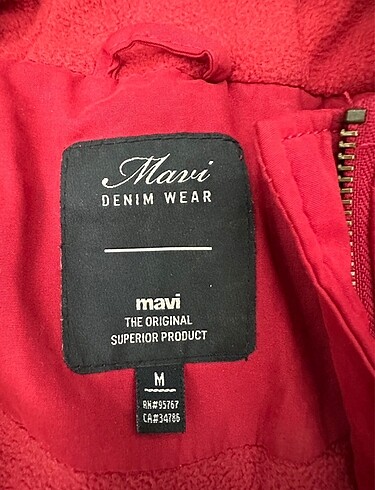 Mavi
DENIM WEAR
mavi
THE ORIGINAL
SUPERIOR PRODUCT
M
RN#95767
CA#34786